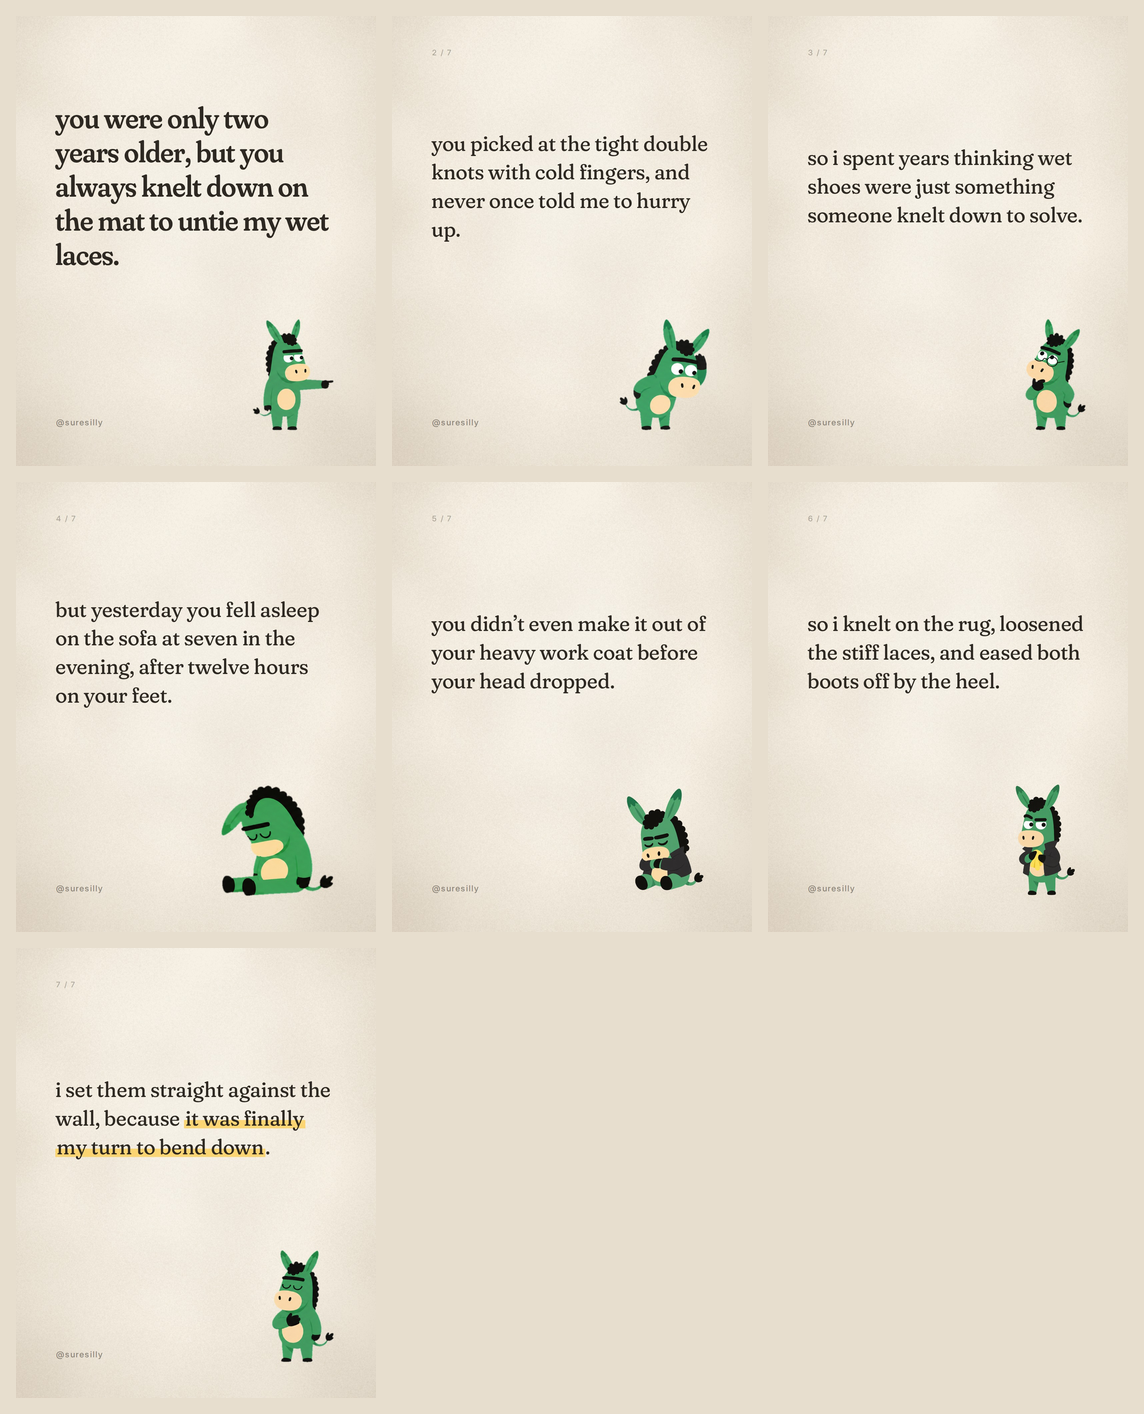 you were only two
years older, but you
always knelt down on
the mat to untie my wet
laces.
@suresilly
2 / 7
you picked at the tight double
knots with cold fingers, and
never once told me to hurry
up.
@suresilly
3 / 7
so i spent years thinking wet
shoes were just something
someone knelt down to solve.
@suresilly
4 / 7
but yesterday you fell asleep
on the sofa at seven in the
evening, after twelve hours
on your feet.
@suresilly
5 / 7
you didn’t even make it out of
your heavy work coat before
your head dropped.
@suresilly
6 / 7
so i knelt on the rug, loosened
the stiff laces, and eased both
boots off by the heel.
@suresilly
7 / 7
i set them straight against the
wall, because it was finally
my turn to bend down.
@suresilly